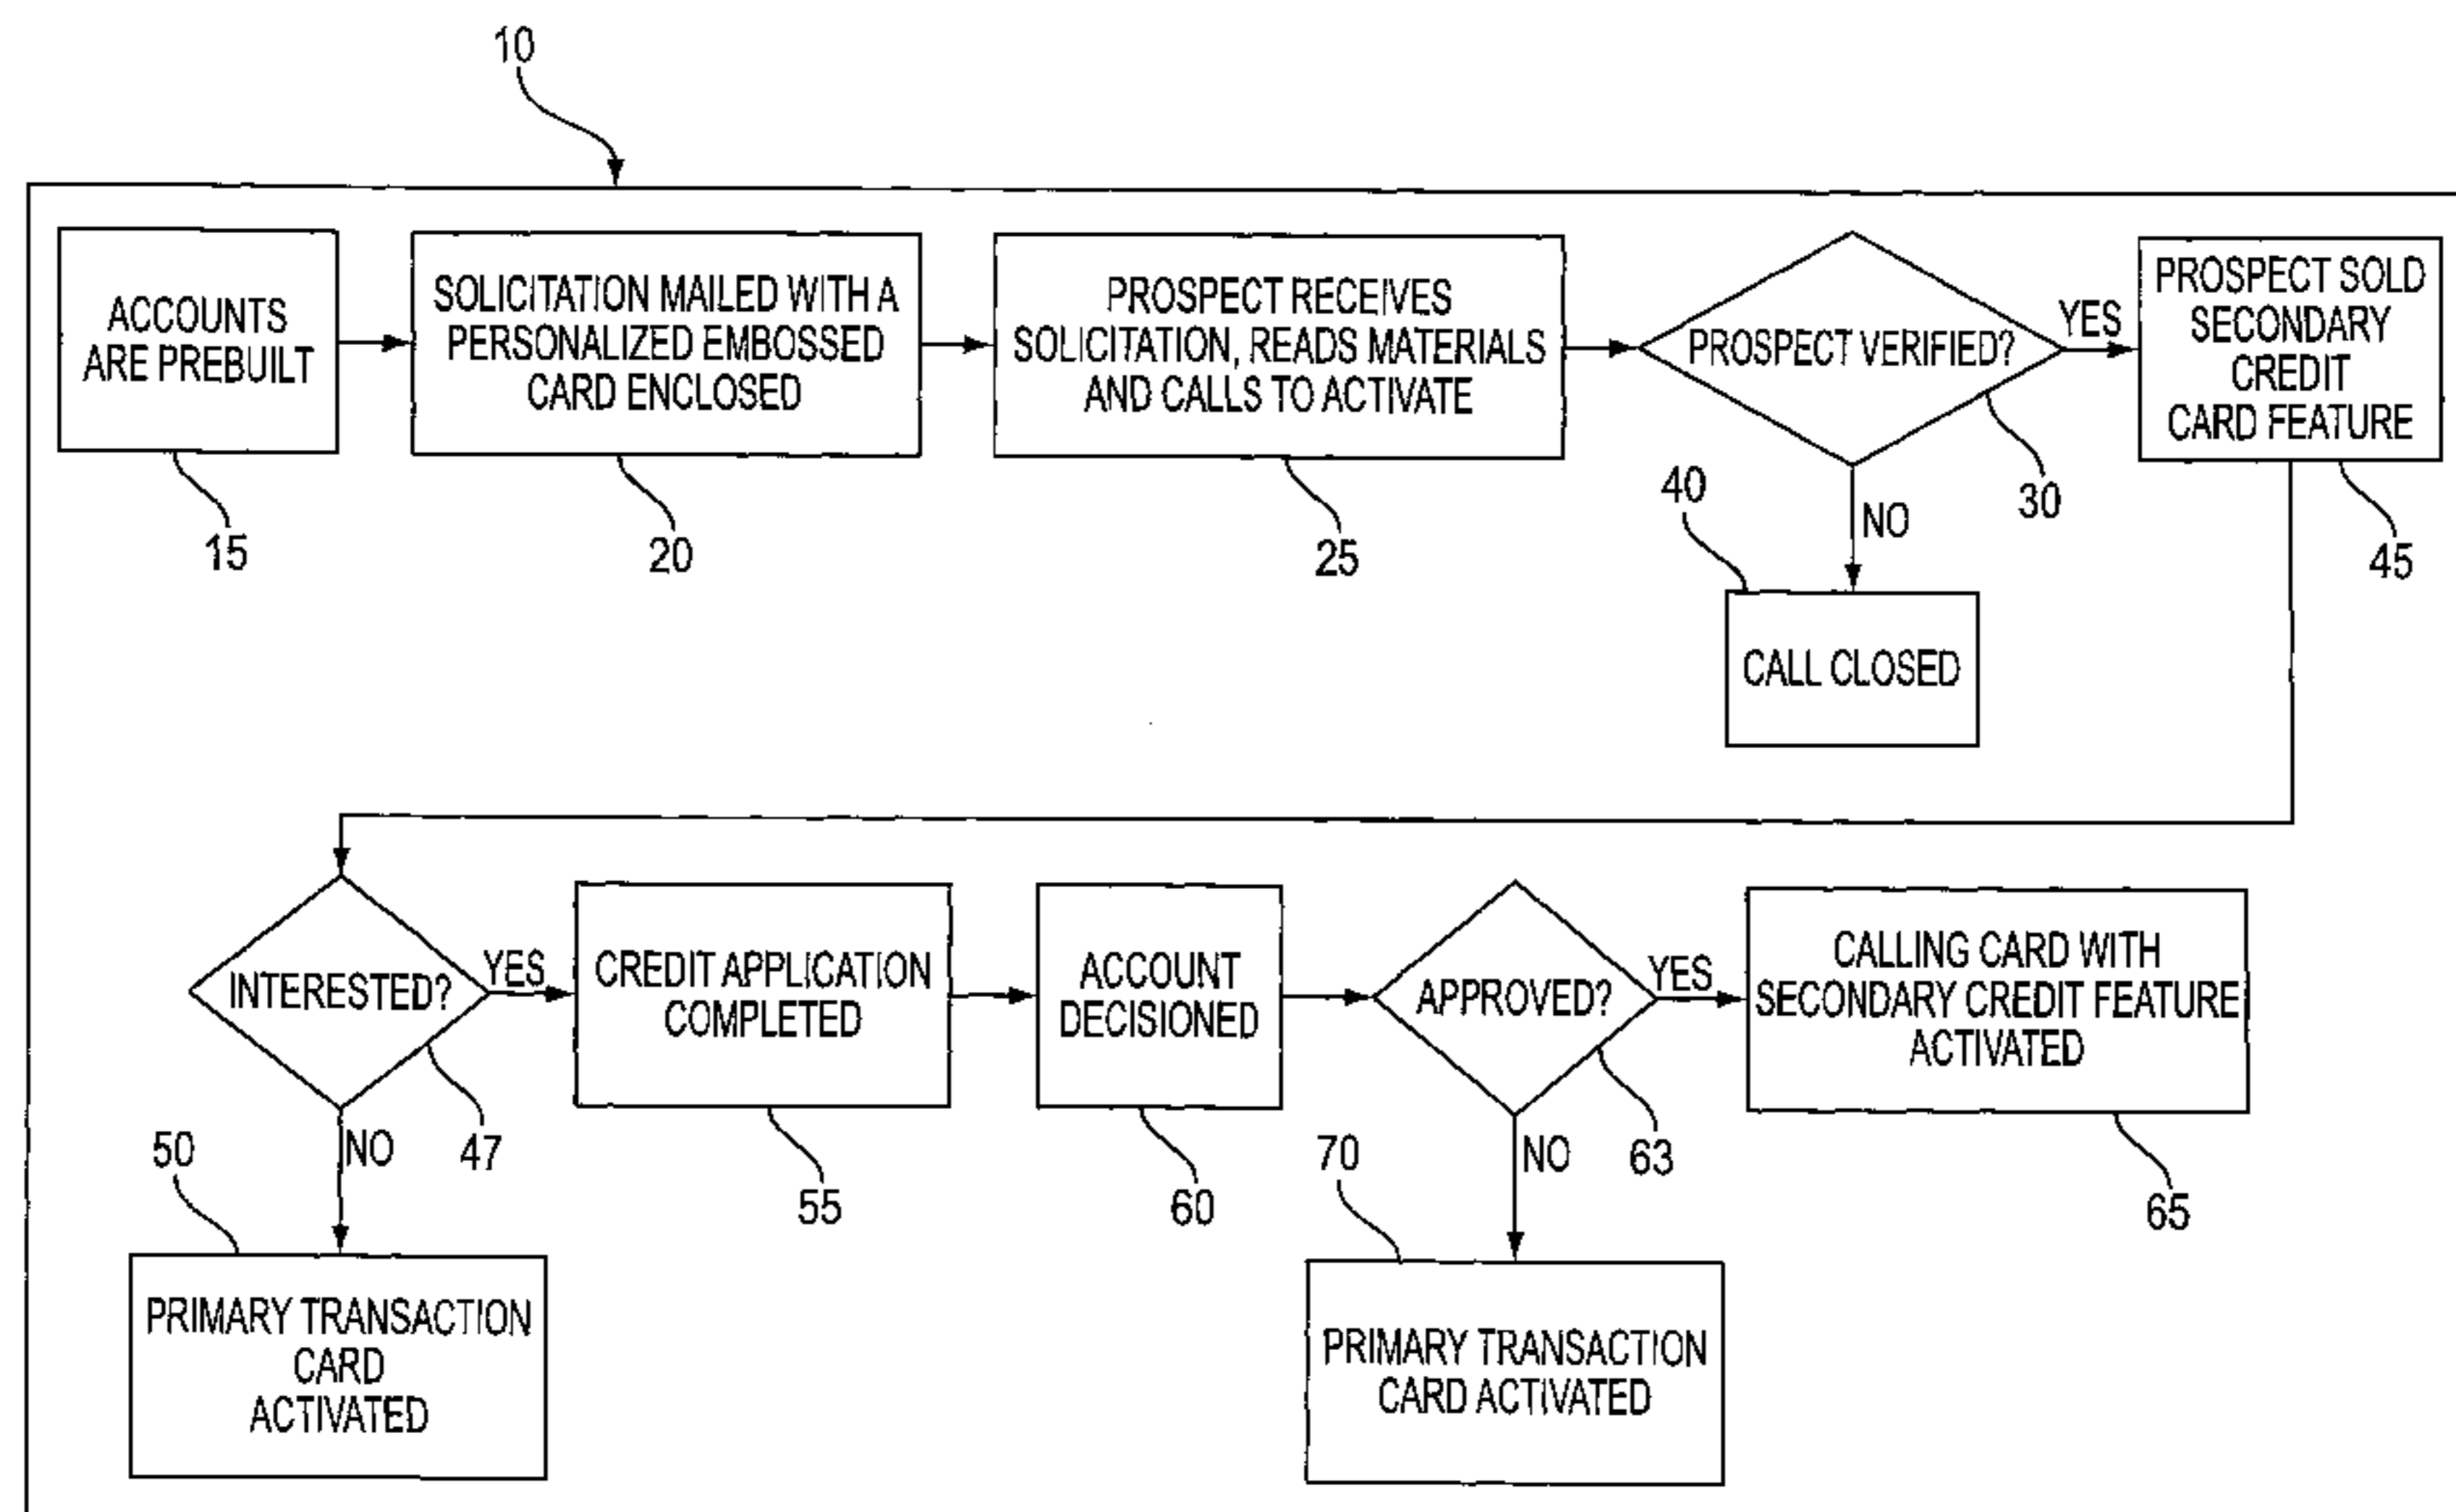 10
ACCOUNTS
ARE PREBUILT
15
SOLICITATION MAILED WITH A
PERSONALIZED EMBOSSED
CARD ENCLOSED
20
PROSPECT RECEIVES
SOLICITATION, READS MATERIALS
AND CALLS TO ACTIVATE
25
PROSPECT VERIFIED?
30
YES
NO
40
CALL CLOSED
PROSPECT SOLD
SECONDARY
CREDIT
CARD FEATURE
45
INTERESTED?
47
YES
NO
50
PRIMARY TRANSACTION
CARD
ACTIVATED
CREDIT APPLICATION
COMPLETED
55
ACCOUNT
DECISIONED
60
APPROVED?
63
YES
NO
70
PRIMARY TRANSACTION
CARD ACTIVATED
CALLING CARD WITH
SECONDARY CREDIT FEATURE
ACTIVATED
65